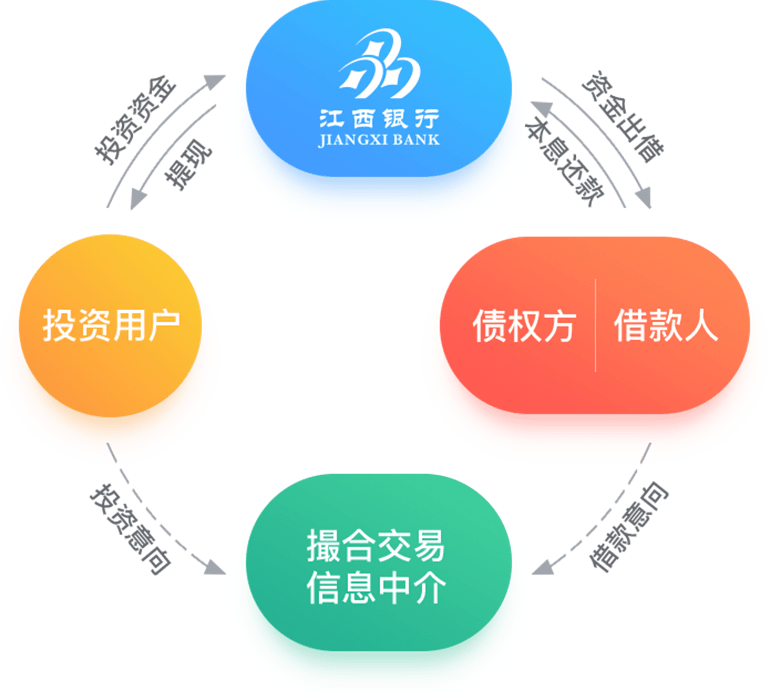 江西银行
JIANGXI BANK
投资资金
提现
资金出借
本息还款
投资用户
债权方
借款人
投资意向
借款意向
撮合交易
信息中介